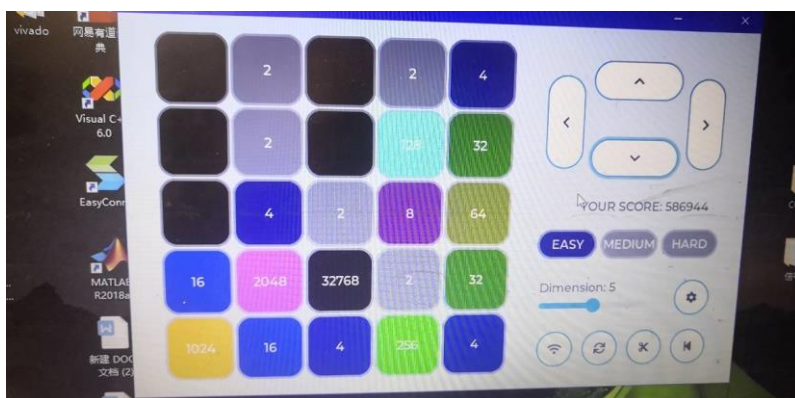 vivado
网易有道
典
Visual C+
6.0
EasyConn
MATLAB
R2018a
新建 DOC
文档 (2)
2 2 4
2 128 32
4 2 8 64
16 2048 32768 2 32
1024 16 4 256 4
YOUR SCORE: 586944
EASY MEDIUM HARD
Dimension: 5